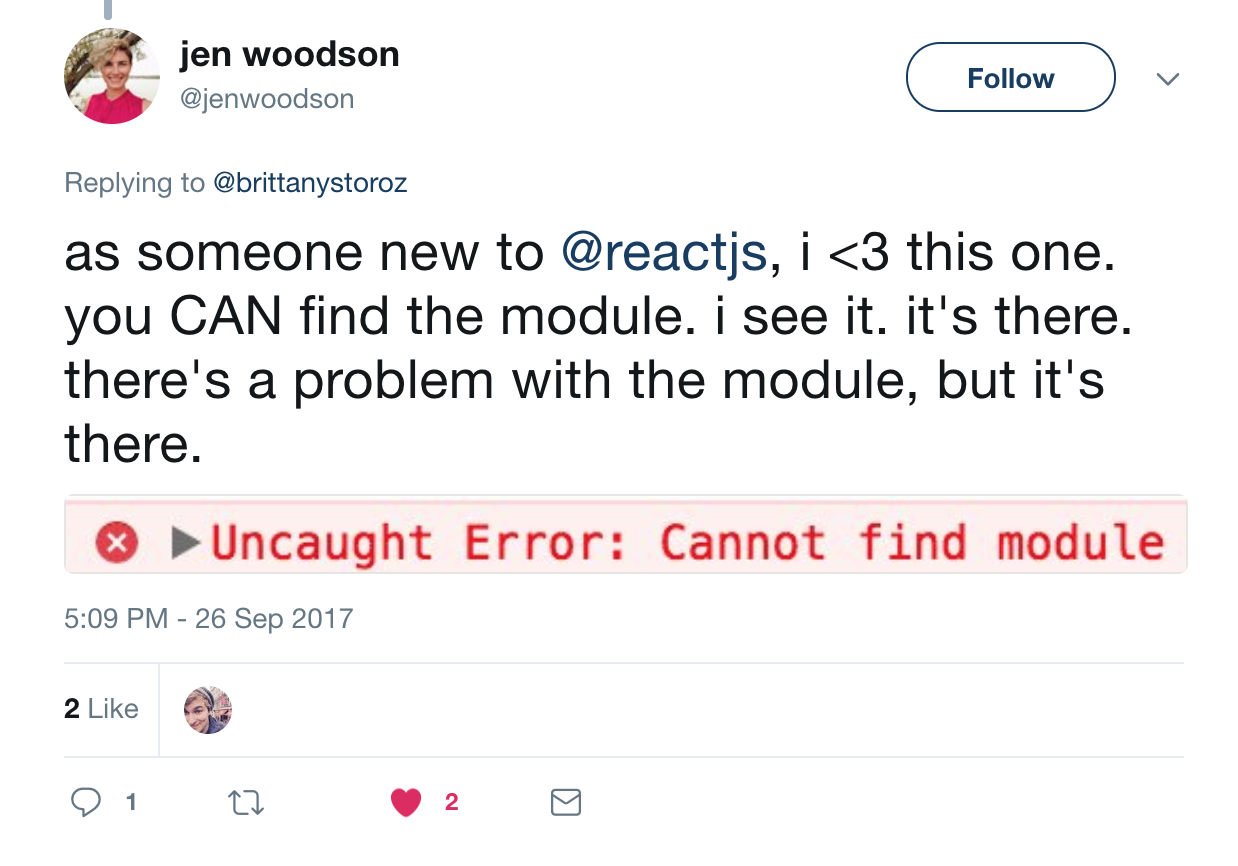 jen woodson
@jenwoodson
Follow
Replying to @brittanystoroz
as someone new to @reactjs, i <3 this one.
you CAN find the module. i see it. it's there.
there's a problem with the module, but it's
there.
Uncaught Error: Cannot find module
5:09 PM - 26 Sep 2017
2 Like
1 2